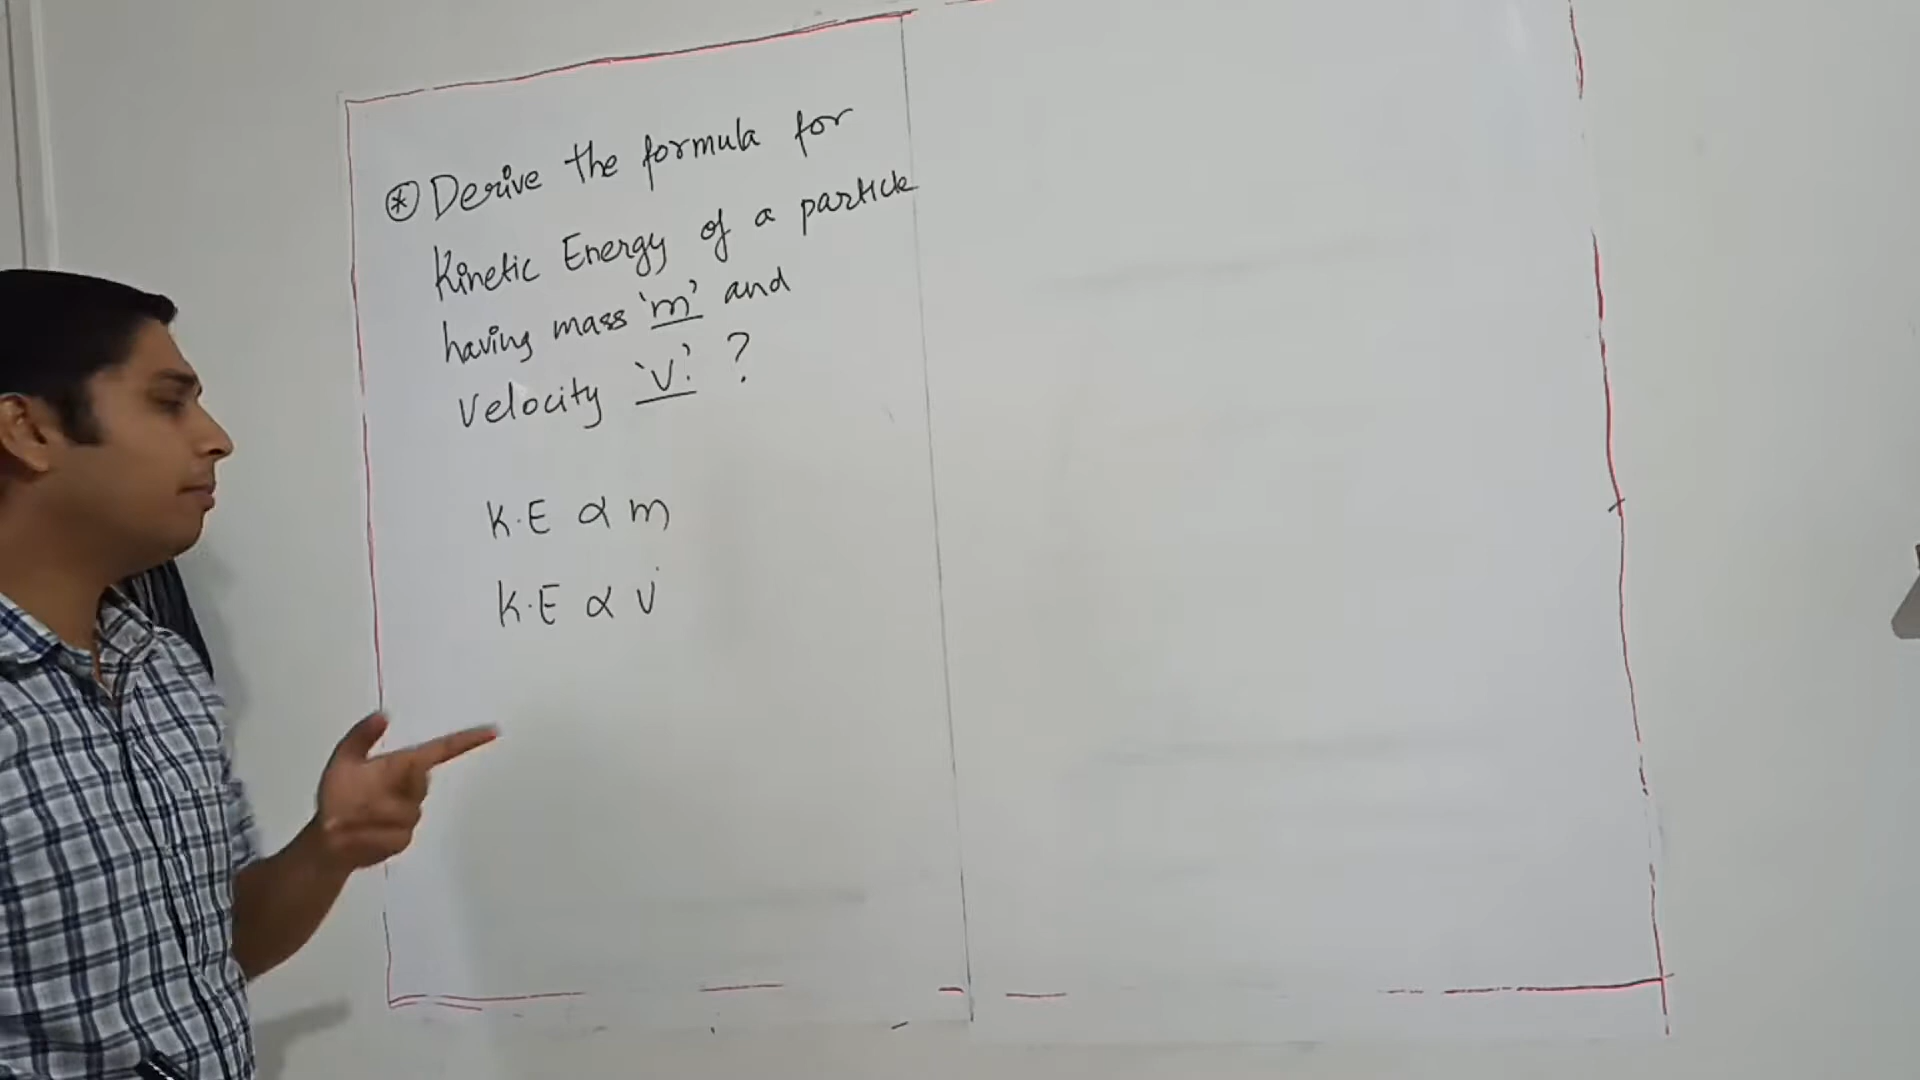 ⊛ Derive the formula for
Kinetic Energy of a particle
having mass 'm' and
velocity 'v'. ?
K.E α m
K.E α v